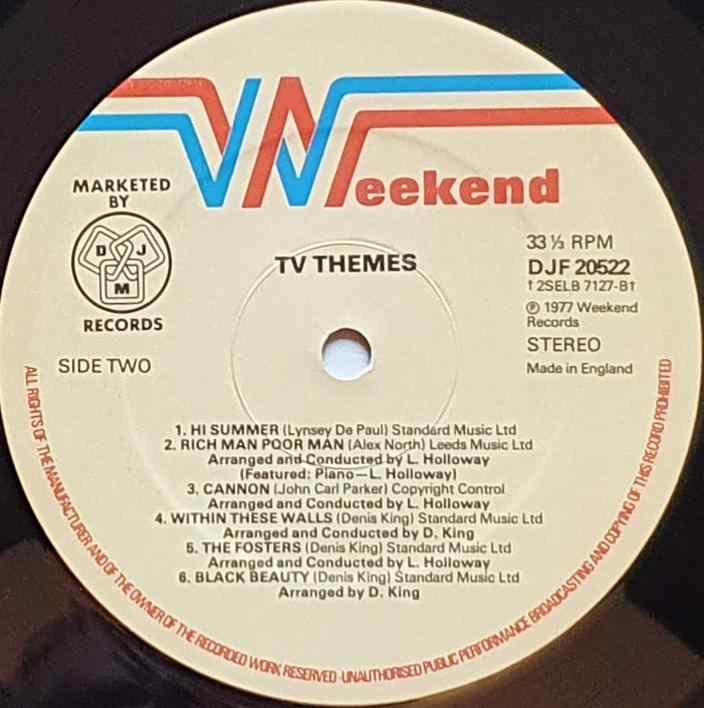 Weekend
MARKETED
BY
D J
M
RECORDS
TV THEMES
33⅓ RPM
DJF 20522
†2SELB 7127-B†
℗ 1977 Weekend
Records
STEREO
Made in England
SIDE TWO
1. HI SUMMER (Lynsey De Paul) Standard Music Ltd
2. RICH MAN POOR MAN (Alex North) Leeds Music Ltd
Arranged and Conducted by L. Holloway
(Featured: Piano—L. Holloway)
3. CANNON (John Carl Parker) Copyright Control
Arranged and Conducted by L. Holloway
4. WITHIN THESE WALLS (Denis King) Standard Music Ltd
Arranged and Conducted by D. King
5. THE FOSTERS (Denis King) Standard Music Ltd
Arranged and Conducted by L. Holloway
6. BLACK BEAUTY (Denis King) Standard Music Ltd
Arranged by D. King
ALL RIGHTS OF THE MANUFACTURER AND OF THE OWNER OF THE RECORDED WORK RESERVED·UNAUTHORISED PUBLIC PERFORMANCE BROADCASTING AND COPYING OF THIS RECORD PROHIBITED